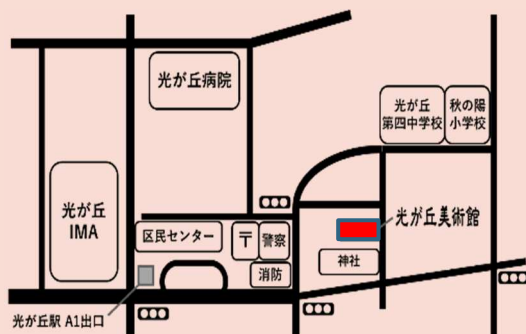 光が丘病院
光が丘
第四中学校
秋の陽
小学校
光が丘
IMA
区民センター
〒
警察
消防
光が丘美術館
神社
光が丘駅 A1出口